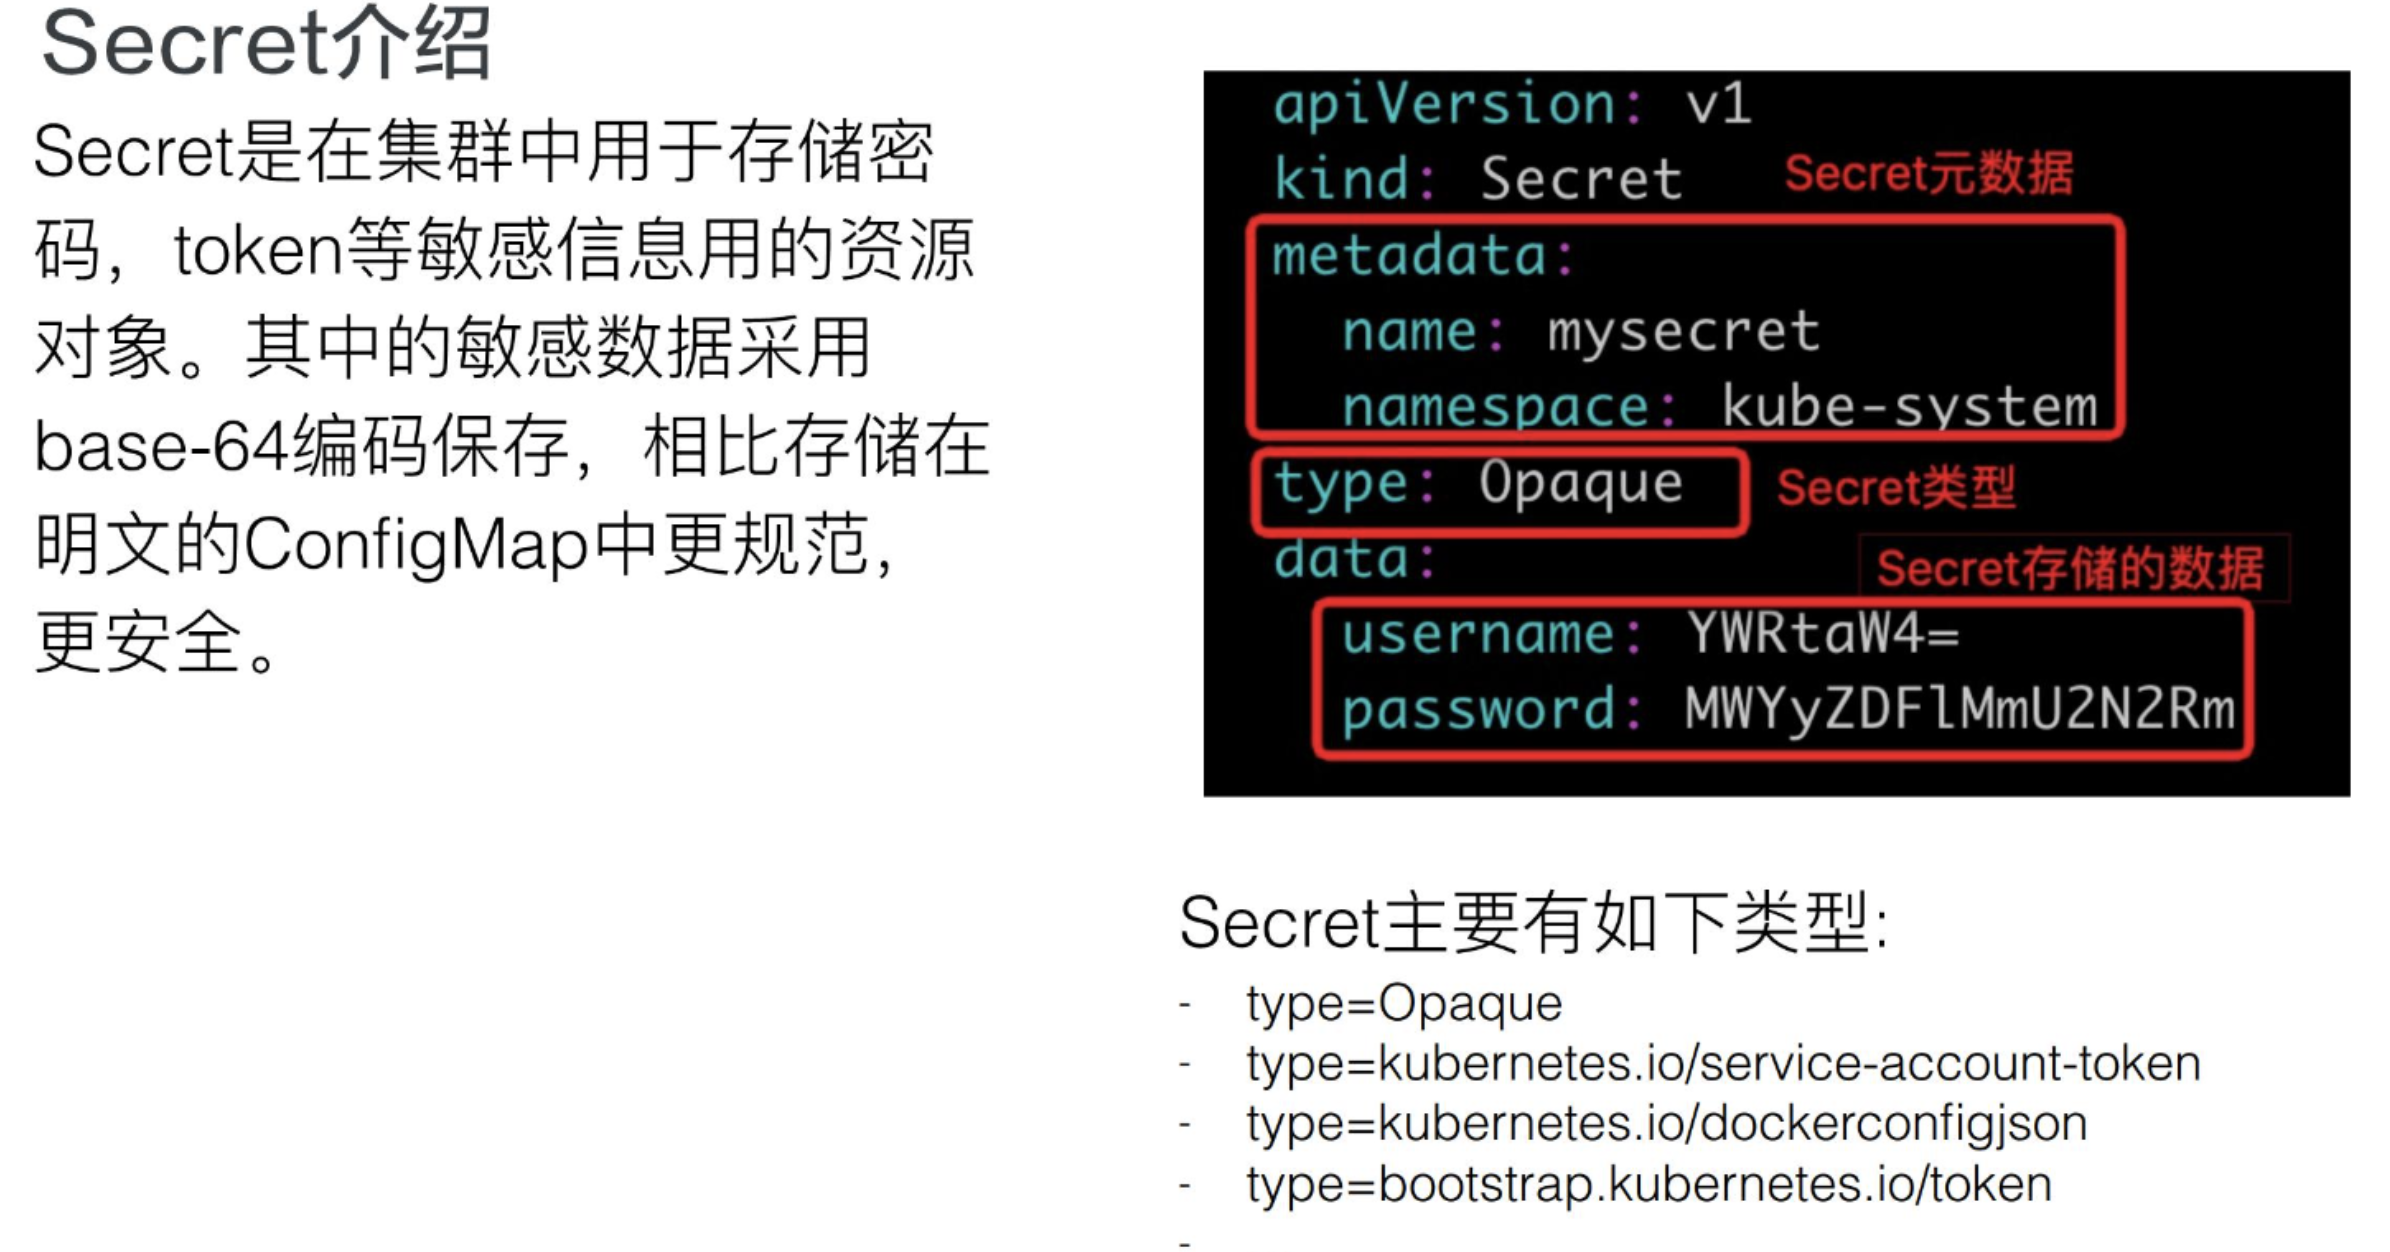 Secret介绍
Secret是在集群中用于存储密
码，token等敏感信息用的资源
对象。其中的敏感数据采用
base-64编码保存，相比存储在
明文的ConfigMap中更规范，
更安全。
apiVersion: v1
kind: Secret
Secret元数据
metadata:
name: mysecret
namespace: kube-system
type: Opaque
Secret类型
data:
Secret存储的数据
username: YWRtaW4=
password: MWYyZDFlMmU2N2Rm
Secret主要有如下类型:
- type=Opaque
- type=kubernetes.io/service-account-token
- type=kubernetes.io/dockerconfigjson
- type=bootstrap.kubernetes.io/token
-